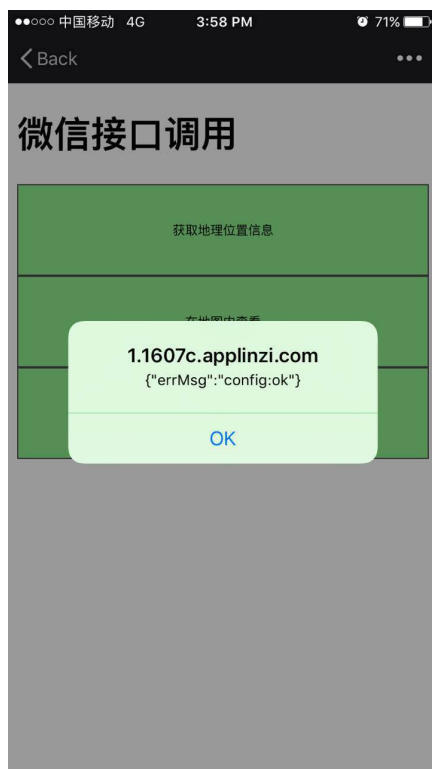 中国移动 4G 3:58 PM 71%
Back
微信接口调用
获取地理位置信息
1.1607c.applinzi.com
{"errMsg":"config:ok"}
OK